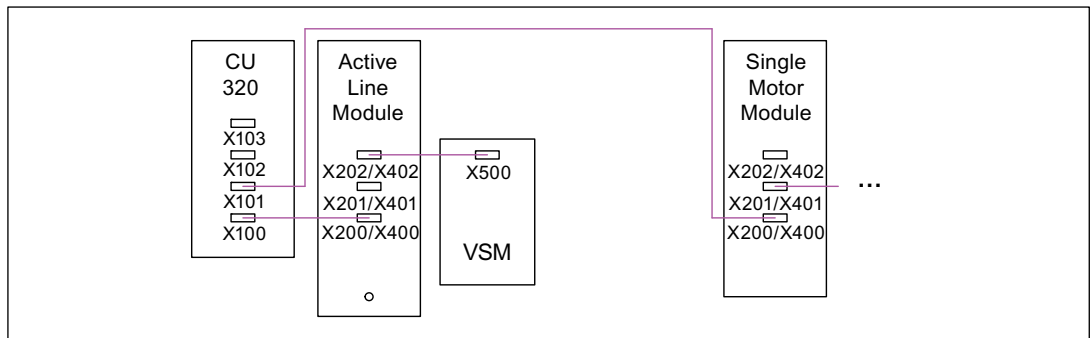 CU
320
X103
X102
X101
X100
Active
Line
Module
X202/X402
X201/X401
X200/X400
X500
VSM
Single
Motor
Module
X202/X402
X201/X401
X200/X400
...